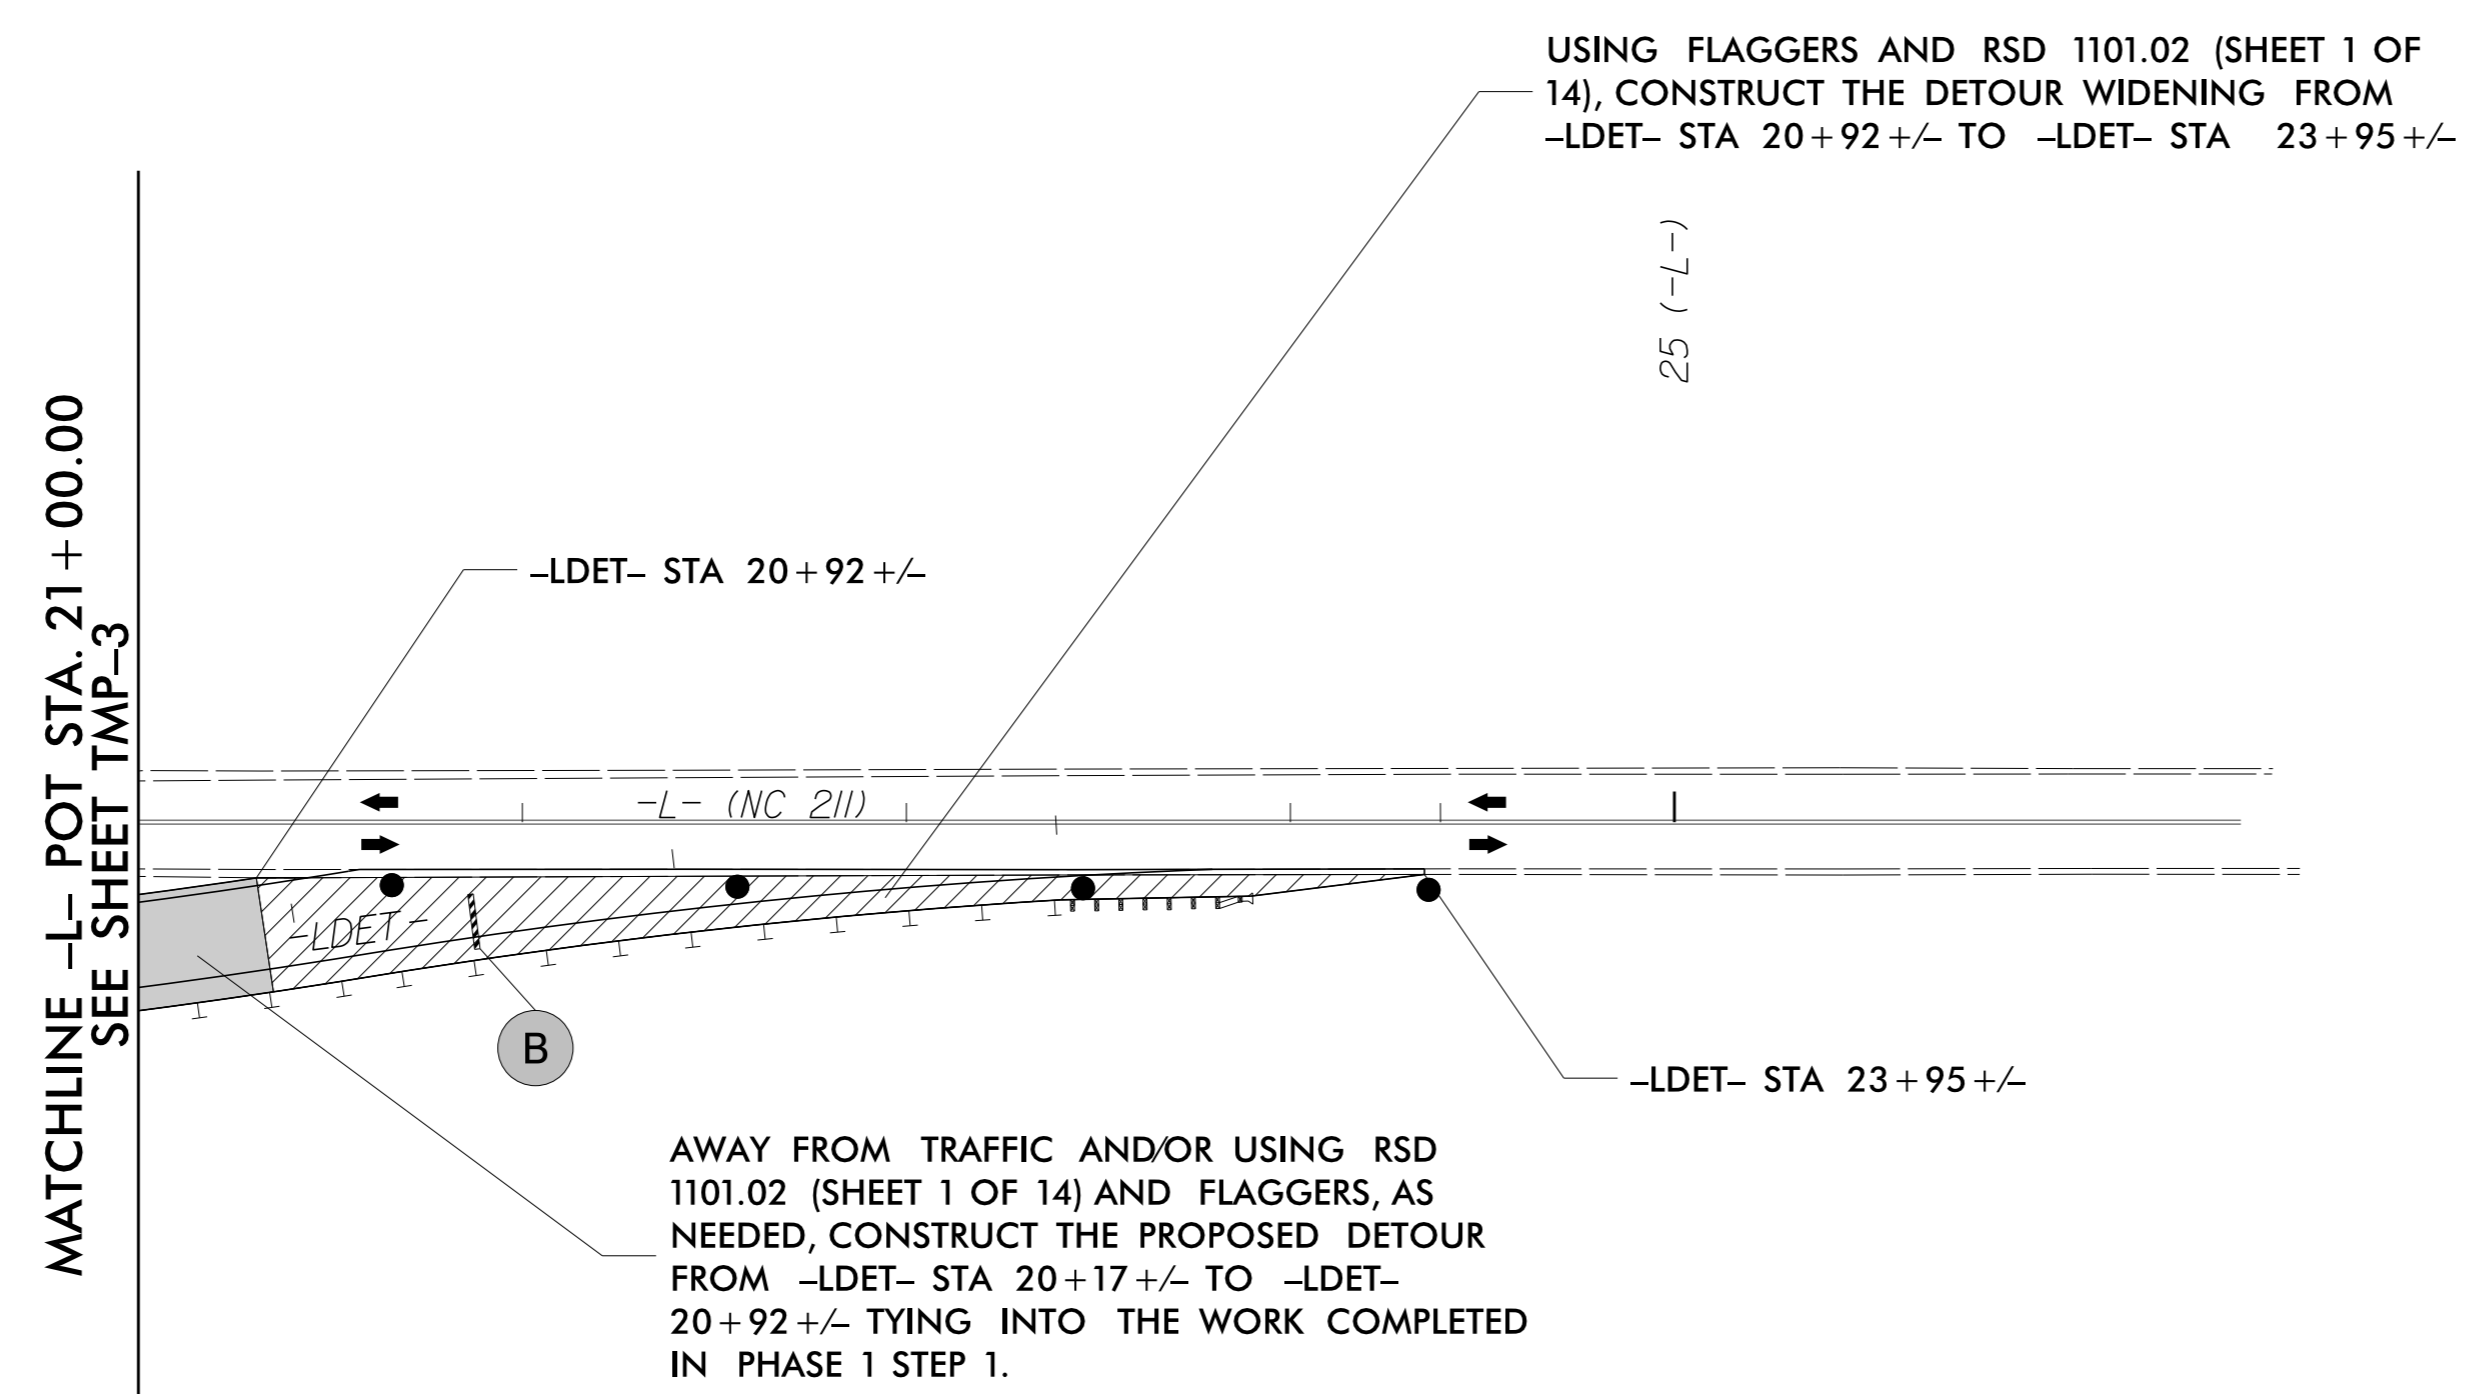 USING FLAGGERS AND RSD 1101.02 (SHEET 1 OF
14), CONSTRUCT THE DETOUR WIDENING FROM
–LDET– STA 20+92+/– TO –LDET– STA 23+95+/–
25 (-L-)
MATCHLINE –L– POT STA. 21+00.00
SEE SHEET TMP–3
–LDET– STA 20+92+/–
-L- (NC 211)
-LDET-
B
–LDET– STA 23+95+/–
AWAY FROM TRAFFIC AND/OR USING RSD
1101.02 (SHEET 1 OF 14) AND FLAGGERS, AS
NEEDED, CONSTRUCT THE PROPOSED DETOUR
FROM –LDET– STA 20+17+/– TO –LDET–
20+92+/– TYING INTO THE WORK COMPLETED
IN PHASE 1 STEP 1.